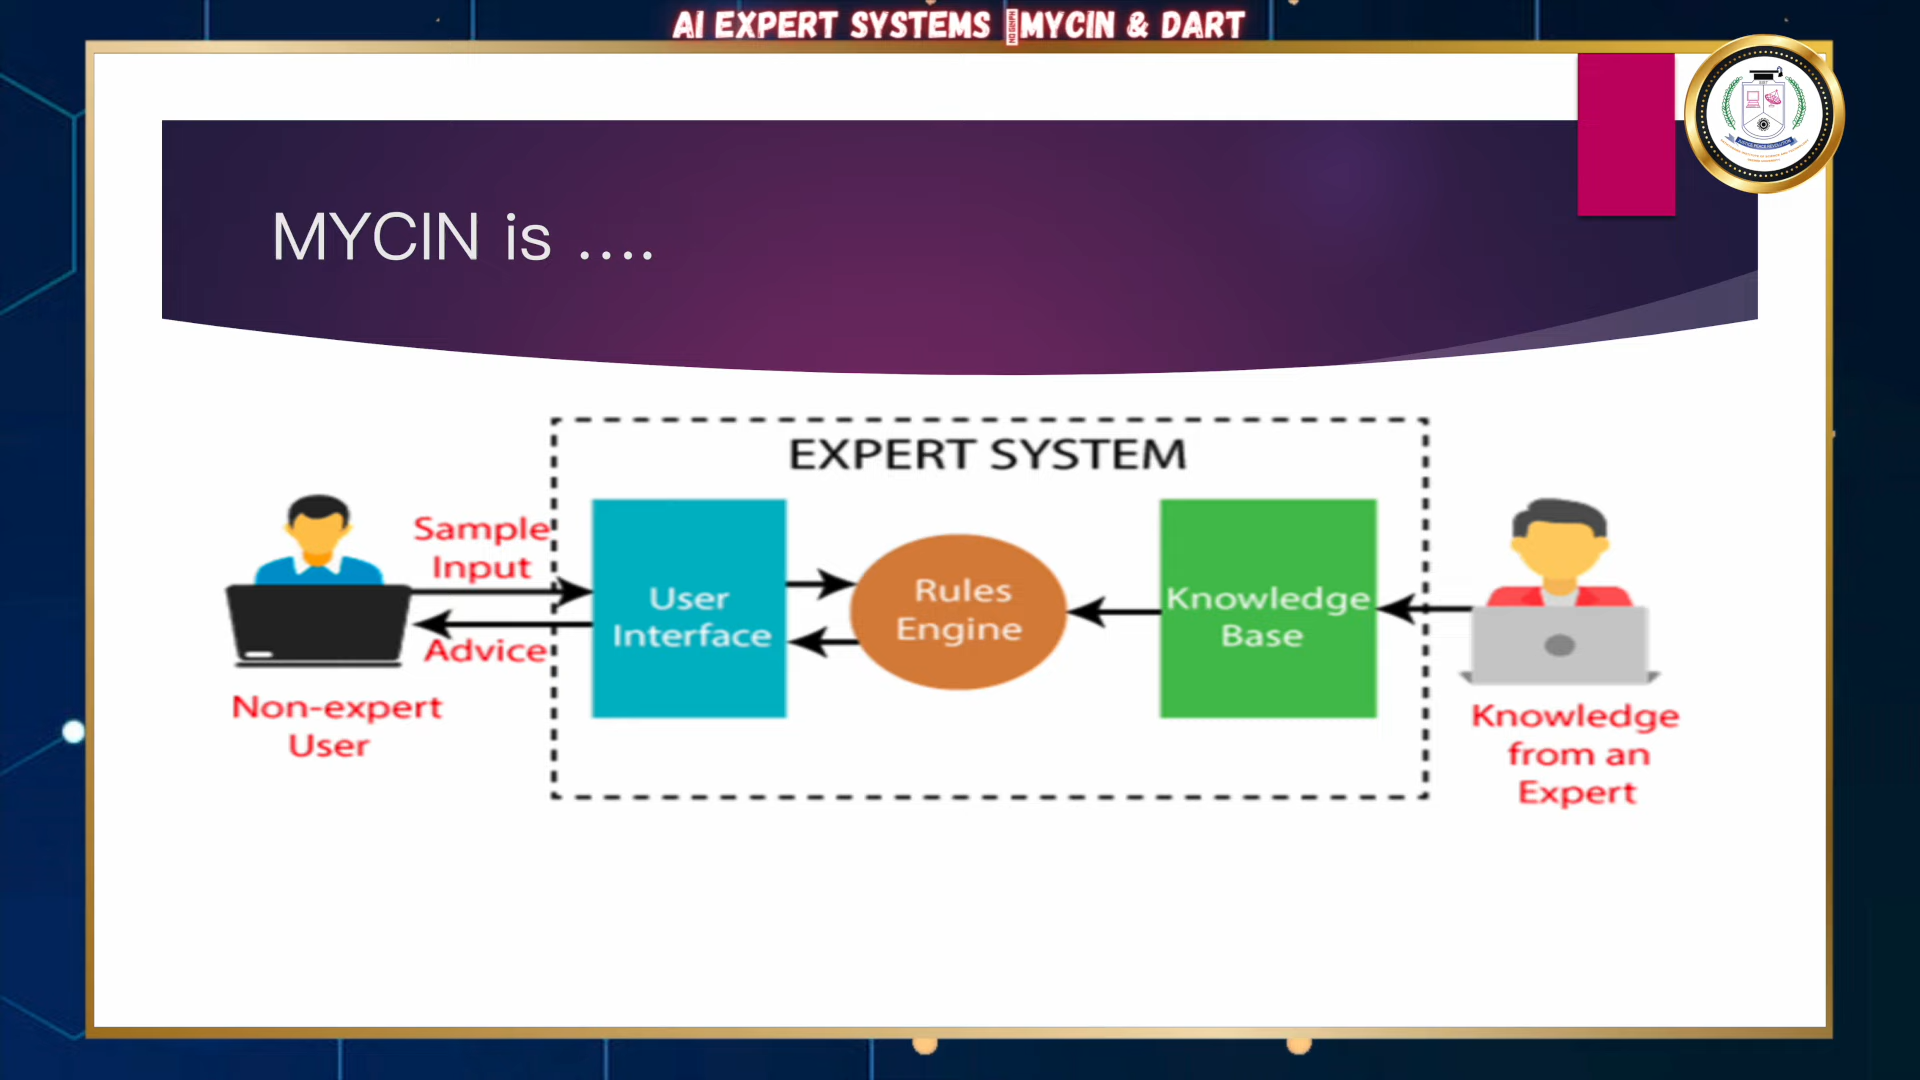 AI EXPERT SYSTEMS MYCIN & DART
MYCIN is ....
EXPERT SYSTEM
Sample
Input
Advice
Non-expert
User
User
Interface
Rules
Engine
Knowledge
Base
Knowledge
from an
Expert